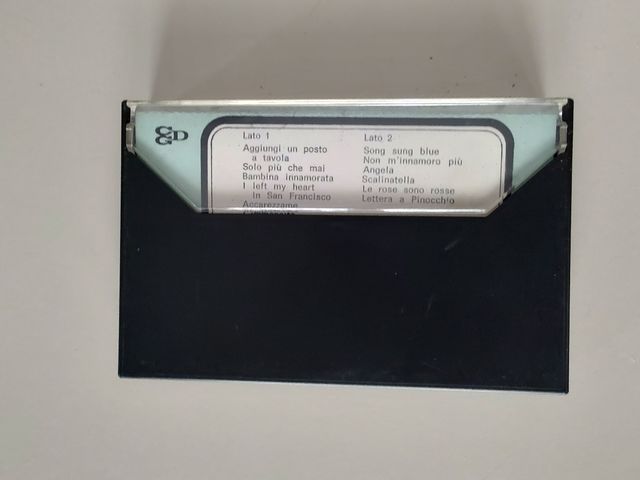 CGD
Lato 1
Aggiungi un posto
a tavola
Solo più che mai
Bambina innamorata
I left my heart
in San Francisco
Accarezzame
Lato 2
Song sung blue
Non m'innamoro più
Angela
Scalinatella
Le rose sono rosse
Lettera a Pinocchio